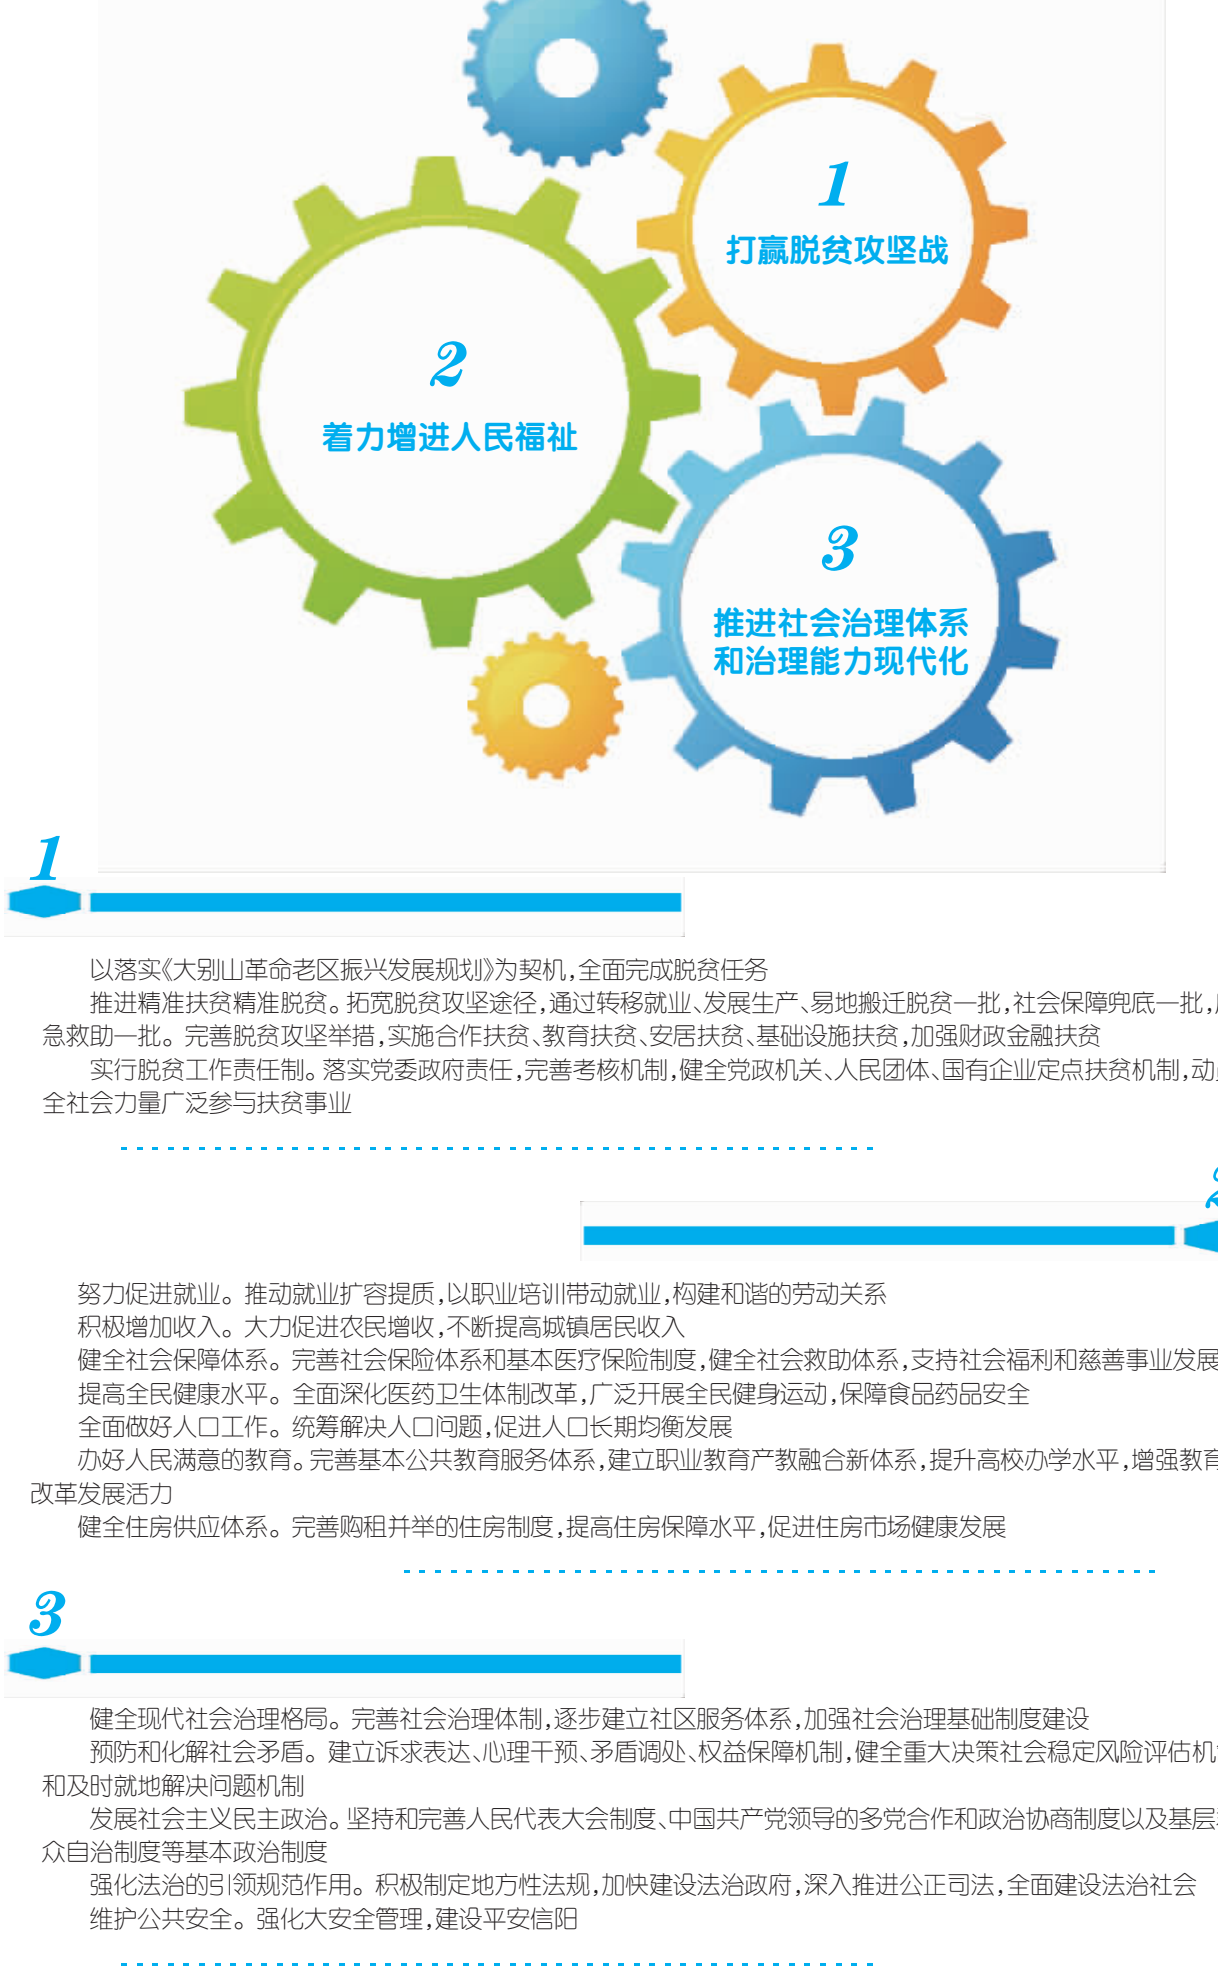 1
打赢脱贫攻坚战
2
着力增进人民福祉
3
推进社会治理体系
和治理能力现代化
1
以落实《大别山革命老区振兴发展规划》为契机,全面完成脱贫任务
推进精准扶贫精准脱贫。拓宽脱贫攻坚途径,通过转移就业、发展生产、易地搬迁脱贫一批,社会保障兜底一批,
急救助一批。完善脱贫攻坚举措,实施合作扶贫、教育扶贫、安居扶贫、基础设施扶贫,加强财政金融扶贫
实行脱贫工作责任制。落实党委政府责任,完善考核机制,健全党政机关、人民团体、国有企业定点扶贫机制,动
全社会力量广泛参与扶贫事业
努力促进就业。推动就业扩容提质,以职业培训带动就业,构建和谐的劳动关系
积极增加收入。大力促进农民增收,不断提高城镇居民收入
健全社会保障体系。完善社会保险体系和基本医疗保险制度,健全社会救助体系,支持社会福利和慈善事业发展
提高全民健康水平。全面深化医药卫生体制改革,广泛开展全民健身运动,保障食品药品安全
全面做好人口工作。统筹解决人口问题,促进人口长期均衡发展
办好人民满意的教育。完善基本公共教育服务体系,建立职业教育产教融合新体系,提升高校办学水平,增强教育
改革发展活力
健全住房供应体系。完善购租并举的住房制度,提高住房保障水平,促进住房市场健康发展
3
健全现代社会治理格局。完善社会治理体制,逐步建立社区服务体系,加强社会治理基础制度建设
预防和化解社会矛盾。建立诉求表达、心理干预、矛盾调处、权益保障机制,健全重大决策社会稳定风险评估机
和及时就地解决问题机制
发展社会主义民主政治。坚持和完善人民代表大会制度、中国共产党领导的多党合作和政治协商制度以及基层
众自治制度等基本政治制度
强化法治的引领规范作用。积极制定地方性法规,加快建设法治政府,深入推进公正司法,全面建设法治社会
维护公共安全。强化大安全管理,建设平安信阳